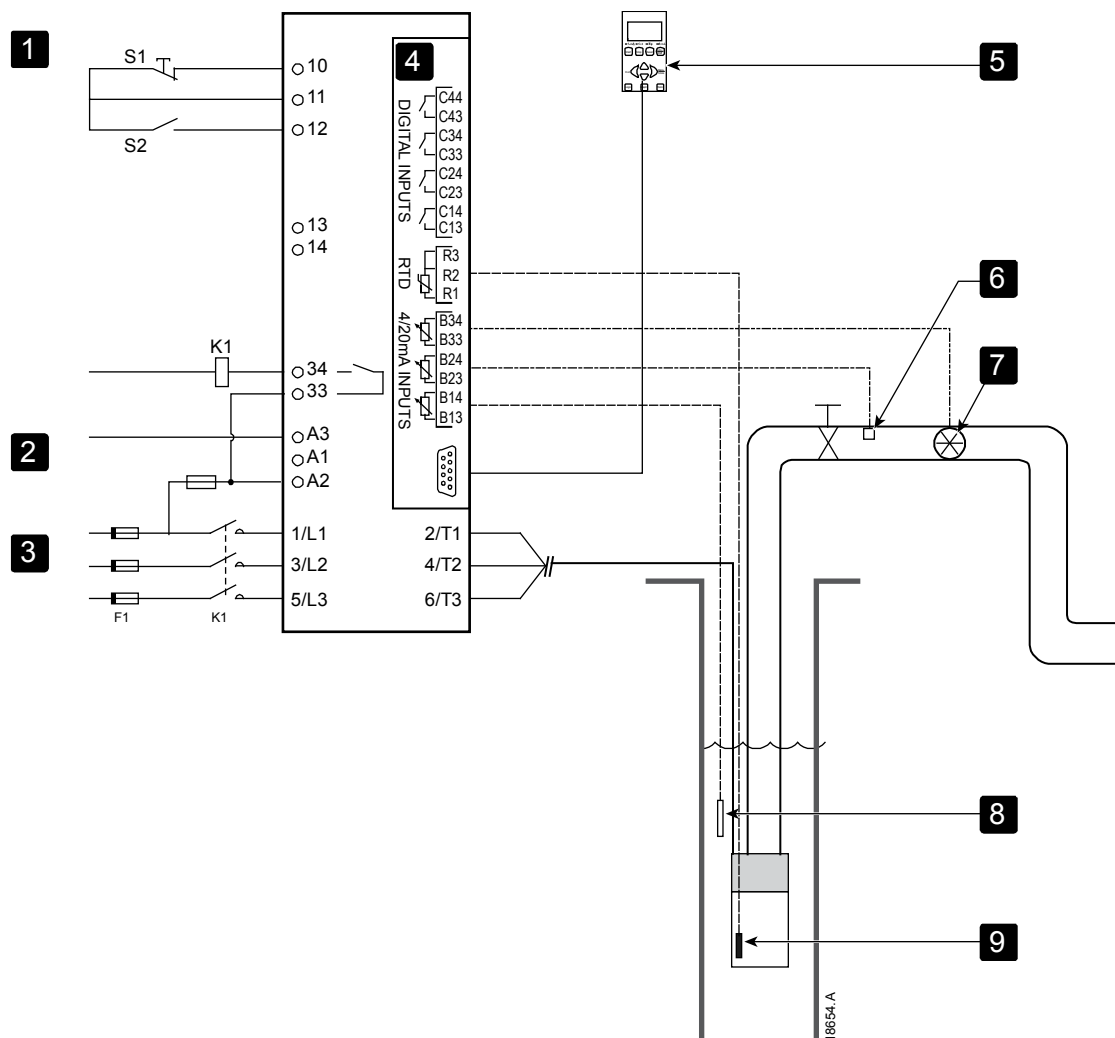 1
S1
S2
10
11
12
13
14
K1
34
33
2
A3
A1
A2
3
1/L1
3/L2
5/L3
F1
K1
2/T1
4/T2
6/T3
4
DIGITAL INPUTS
C44
C43
C34
C33
C24
C23
C14
C13
RTD
R3
R2
R1
4/20mA INPUTS
B34
B33
B24
B23
B14
B13
5
6
7
8
9
18654.A